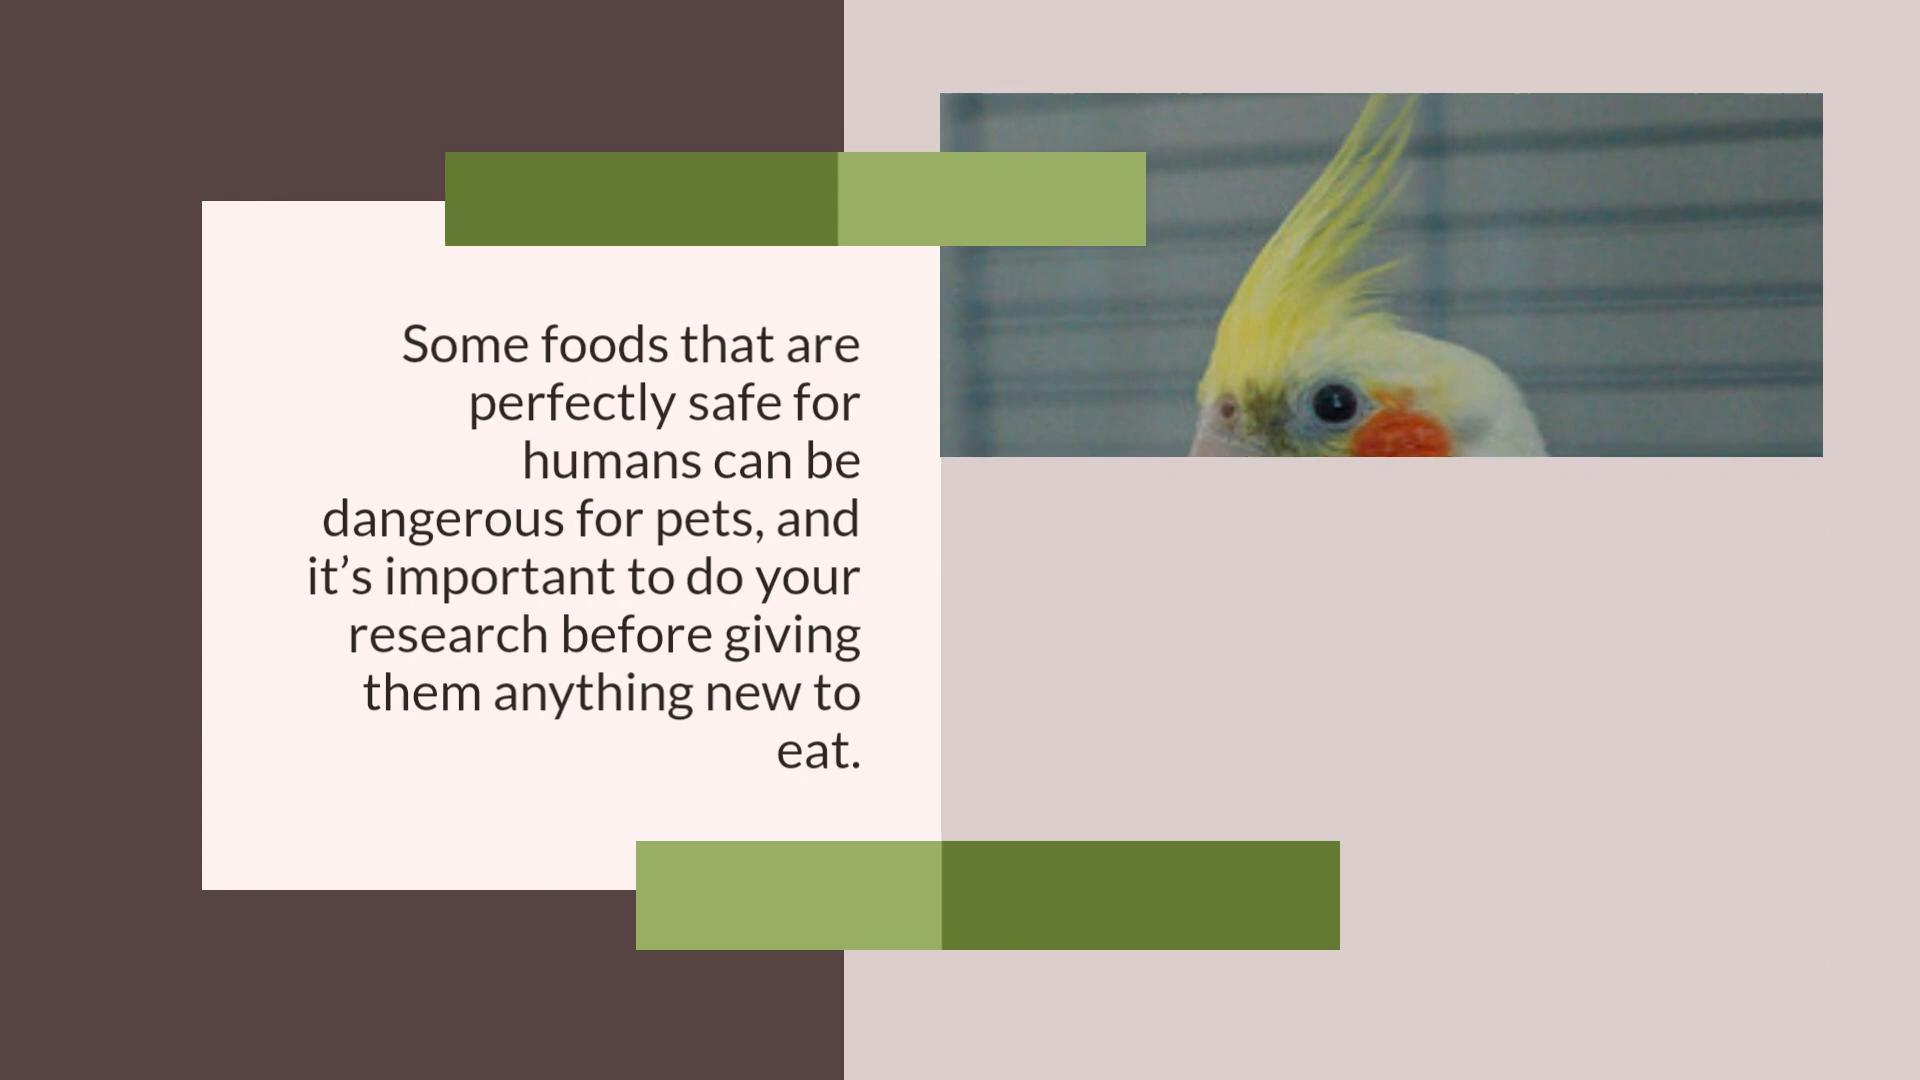 Some foods that are
perfectly safe for
humans can be
dangerous for pets, and
it’s important to do your
research before giving
them anything new to
eat.